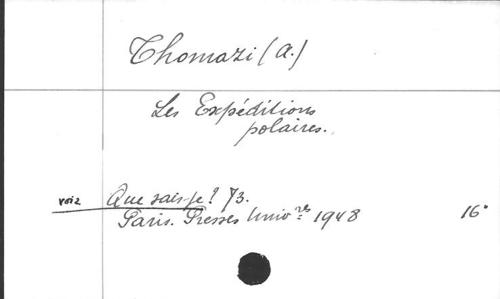 Thomazi (A.)
Les Expéditions
polaires.
voir Que sais-je? 73.
Paris. Presses Univ.res 1948 16°